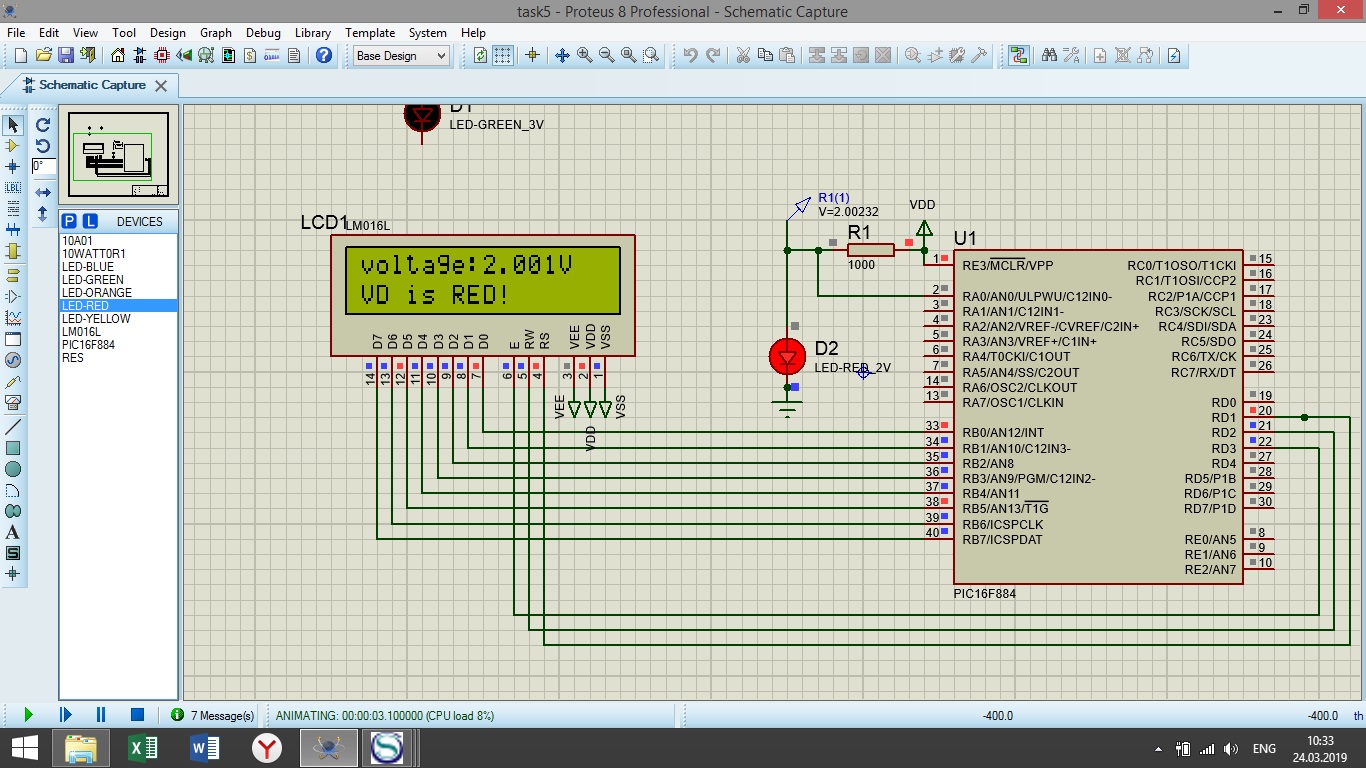 task5 - Proteus 8 Professional - Schematic Capture
File Edit View Tool Design Graph Debug Library Template System Help
Base Design
Schematic Capture
0°
P L DEVICES
10A01
10WATT0R1
LED-BLUE
LED-GREEN
LED-ORANGE
LED-RED
LED-YELLOW
LM016L
PIC16F884
RES
D1
LED-GREEN_3V
LCD1
LM016L
voltage:2.001V
VD is RED!
D7 D6 D5 D4 D3 D2 D1 D0 E RW RS VEE VDD VSS
14 13 12 11 10 9 8 7 6 5 4 3 2 1
VEE VDD VSS
R1(1)
V=2.00232
R1
1000
VDD
D2
LED-RED_2V
U1
1 RE3/MCLR/VPP
2 RA0/AN0/ULPWU/C12IN0-
3 RA1/AN1/C12IN1-
4 RA2/AN2/VREF-/CVREF/C2IN+
5 RA3/AN3/VREF+/C1IN+
6 RA4/T0CKI/C1OUT
7 RA5/AN4/SS/C2OUT
14 RA6/OSC2/CLKOUT
13 RA7/OSC1/CLKIN
33 RB0/AN12/INT
34 RB1/AN10/C12IN3-
35 RB2/AN8
36 RB3/AN9/PGM/C12IN2-
37 RB4/AN11
38 RB5/AN13/T1G
39 RB6/ICSPCLK
40 RB7/ICSPDAT
RC0/T1OSO/T1CKI 15
RC1/T1OSI/CCP2 16
RC2/P1A/CCP1 17
RC3/SCK/SCL 18
RC4/SDI/SDA 23
RC5/SDO 24
RC6/TX/CK 25
RC7/RX/DT 26
RD0 19
RD1 20
RD2 21
RD3 22
RD4 27
RD5/P1B 28
RD6/P1C 29
RD7/P1D 30
RE0/AN5 8
RE1/AN6 9
RE2/AN7 10
PIC16F884
7 Message(s) ANIMATING: 00:00:03.100000 (CPU load 8%) -400.0 -400.0 th
ENG 10:33
24.03.2019